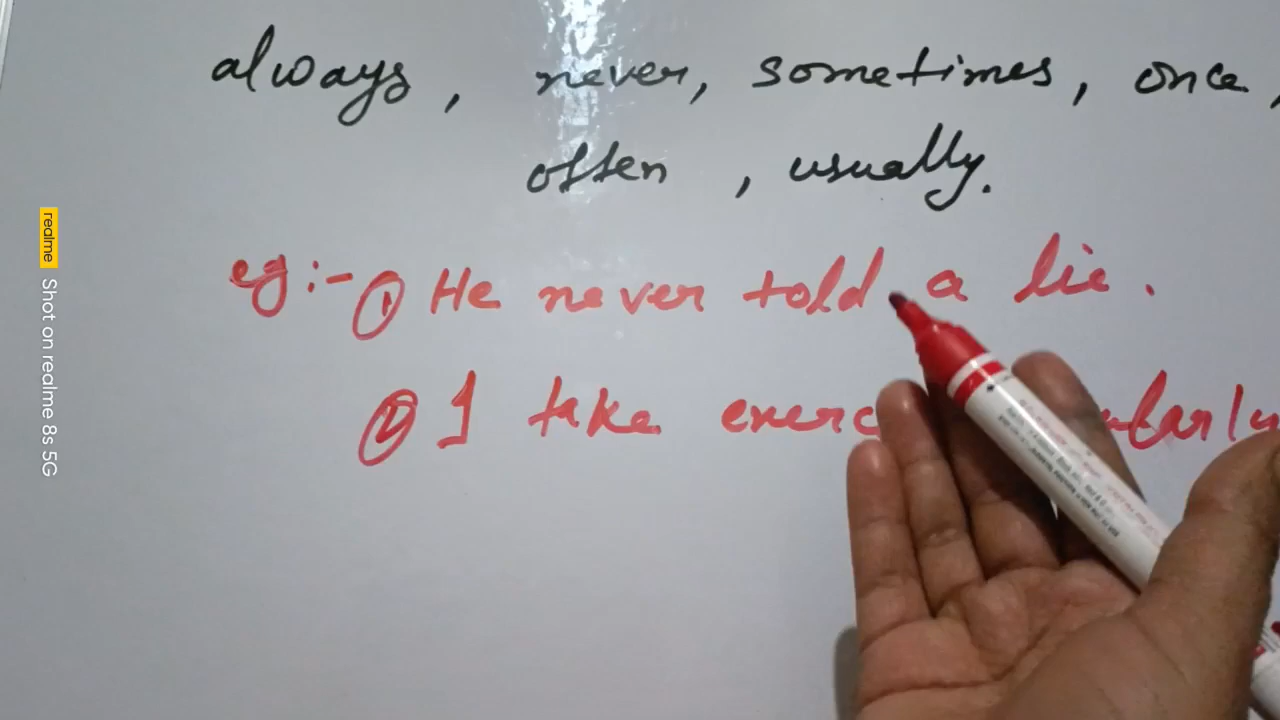 always, never, sometimes, once,
often, usually.
eg:- ① He never told a lie.
② I take
realme Shot on realme 8s 5G